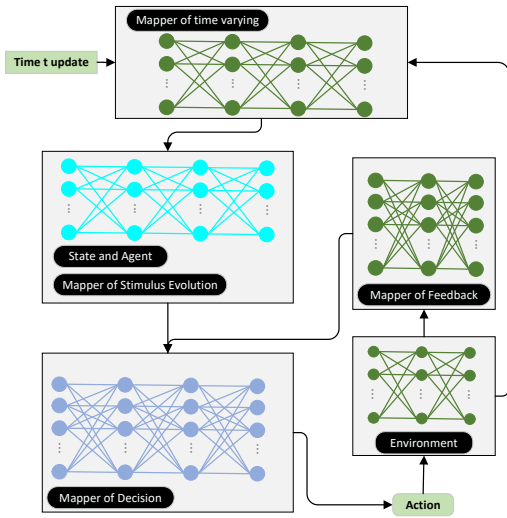 Mapper of time varying
Time t update
State and Agent
Mapper of Stimulus Evolution
Mapper of Feedback
Environment
Mapper of Decision
Action